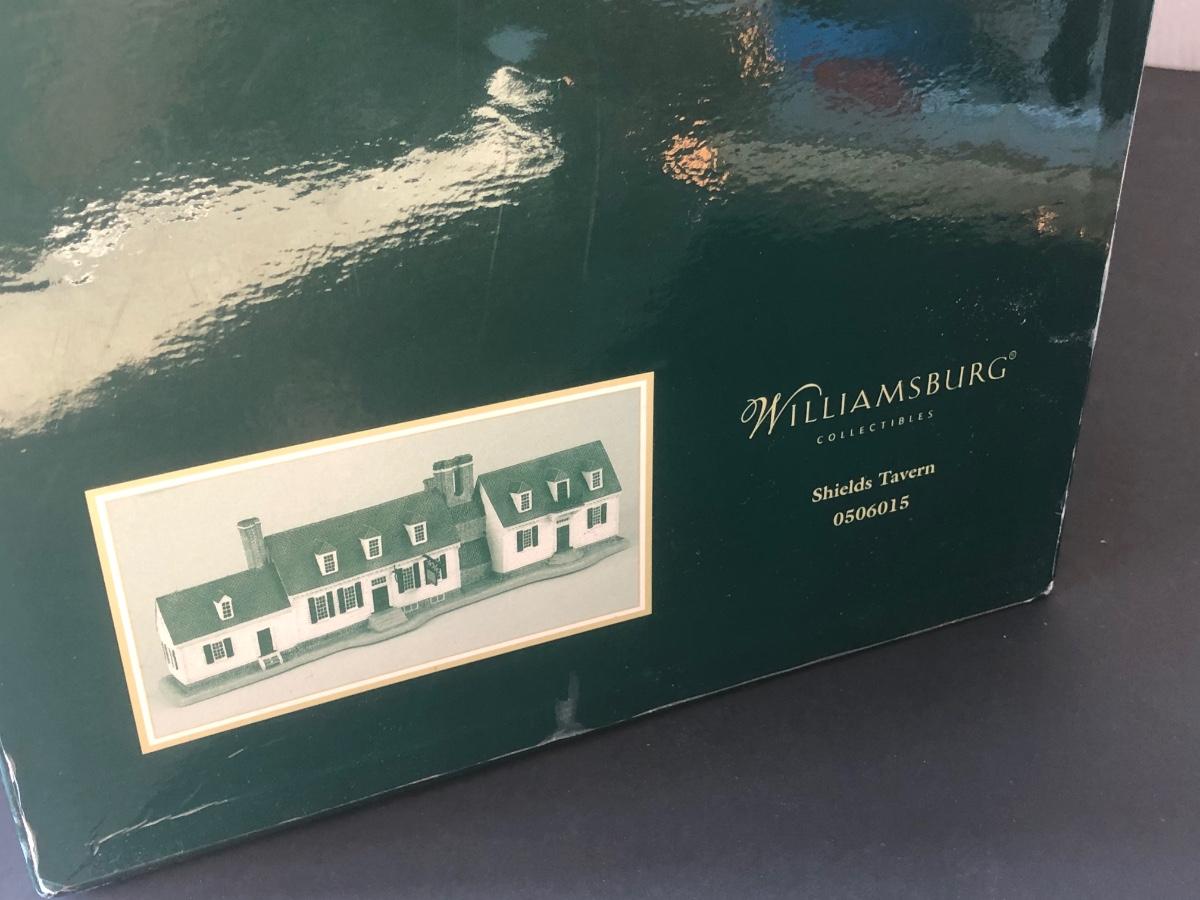 WILLIAMSBURG®
COLLECTIBLES
Shields Tavern
0506015